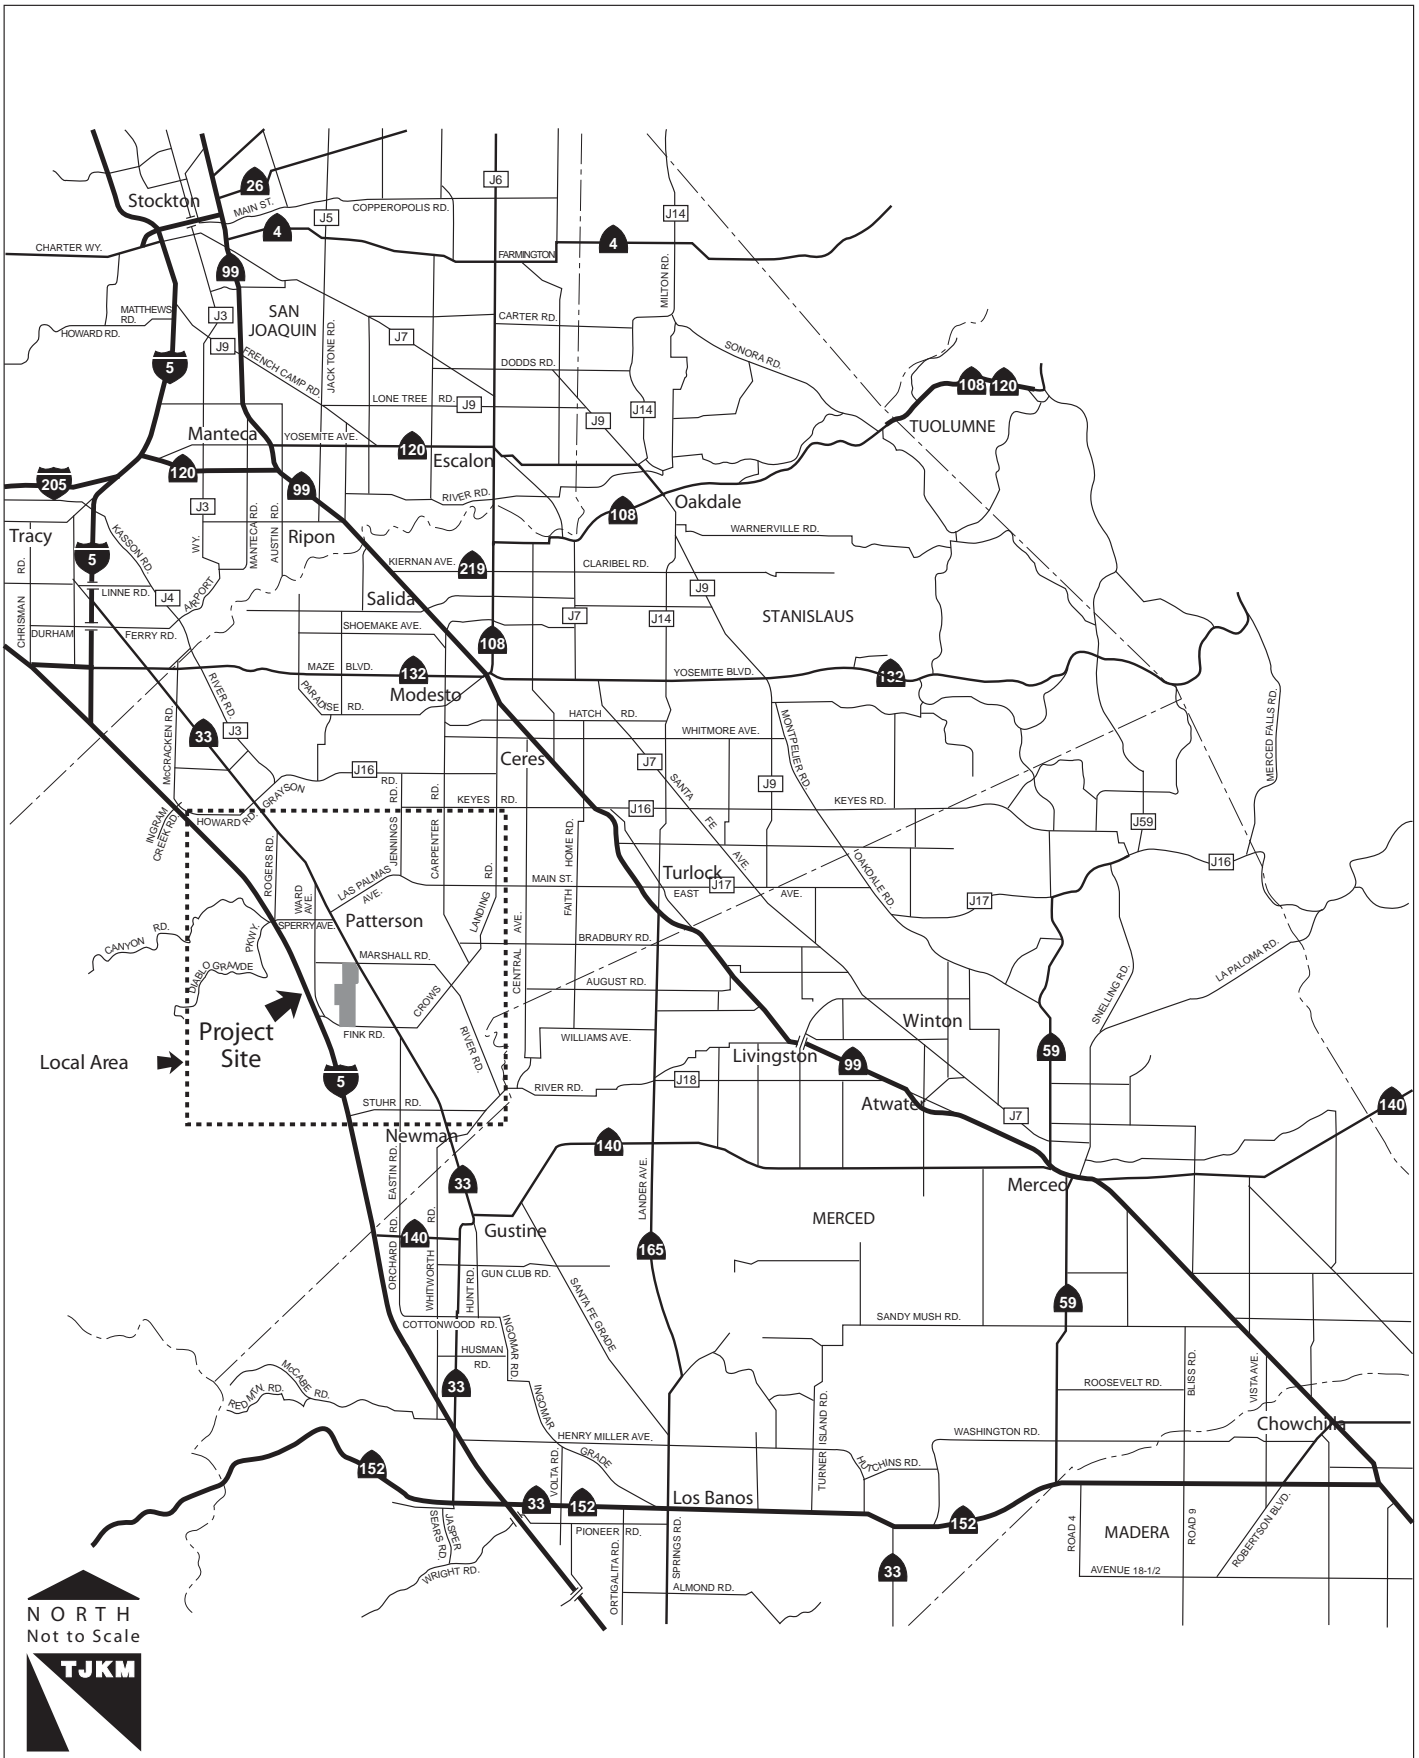 26
J6
Stockton
MAIN ST.
COPPEROPOLIS RD.
J5
J14
4
4
CHARTER WY.
FARMINGTON
99
MILTON RD.
MATTHEWS
RD.
J3
SAN
JOAQUIN
CARTER RD.
HOWARD RD.
J7
J9
JACK TONE RD.
SONORA RD.
FRENCH CAMP RD.
DODDS RD.
5
108
120
LONE TREE RD.
J9
J14
J9
TUOLUMNE
Manteca
YOSEMITE AVE.
120
Escalon
120
205
99
RIVER RD.
Oakdale
J3
108
MANTECA RD.
AUSTIN RD.
Tracy
KASSON RD.
WY.
Ripon
WARNERVILLE RD.
5
KIERNAN AVE.
219
CLARIBEL RD.
RD.
LINNE RD.
J4
AIRPORT
J9
CHRISMAN
Salida
J7
J14
STANISLAUS
DURHAM
FERRY RD.
SHOEMAKE AVE.
108
MAZE BLVD.
132
YOSEMITE BLVD.
132
RIVER RD.
PARADISE RD.
Modesto
McCRACKEN RD.
HATCH RD.
MONTPELIER RD.
MERCED FALLS RD.
33
J3
WHITMORE AVE.
Ceres
J7
J16
SANTA
FE
AVE.
J9
GRAYSON
RD.
RD.
RD.
KEYES RD.
J16
KEYES RD.
INGRAM
CREEK RD.
HOWARD RD.
J59
ROGERS RD.
JENNINGS
CARPENTER
FAITH HOME RD.
OAKDALE RD.
J16
LAS PALMAS
AVE.
RD.
MAIN ST.
Turlock
EAST
J17
AVE.
WARD
AVE.
J17
SPERRY AVE.
Patterson
LANDING
CANYON RD.
PKWY.
CENTRAL AVE.
BRADBURY RD.
LA PALOMA RD.
DIABLO GRANDE
MARSHALL RD.
AUGUST RD.
SNELLING RD.
CROWS
Project
Site
FINK RD.
RIVER RD.
WILLIAMS AVE.
Winton
Livingston
99
59
Local Area
5
RIVER RD.
J18
STUHR RD.
Atwater
J7
140
Newman
140
EASTIN RD.
LANDER AVE.
33
Merced
MERCED
RD.
RD.
140
Gustine
165
ORCHARD
WHITWORTH
HUNT RD.
GUN CLUB RD.
SANTA FE GRADE
59
COTTONWOOD RD.
INGOMAR RD.
SANDY MUSH RD.
HUSMAN
RD.
BLISS RD.
VISTA AVE.
McCABE RD.
RED MTN. RD.
33
ROOSEVELT RD.
INGOMAR
GRADE
TURNER ISLAND RD.
Chowchilla
HENRY MILLER AVE.
WASHINGTON RD.
152
VOLTA RD.
HUTCHINS RD.
33
152
Los Banos
152
JASPER
SEARS RD.
PIONEER RD.
SPRINGS RD.
ROAD 4
MADERA
ROAD 9
ROBERTSON BLVD.
ORTIGALITA RD.
WRIGHT RD.
33
AVENUE 18-1/2
ALMOND RD.
NORTH
Not to Scale
TJKM